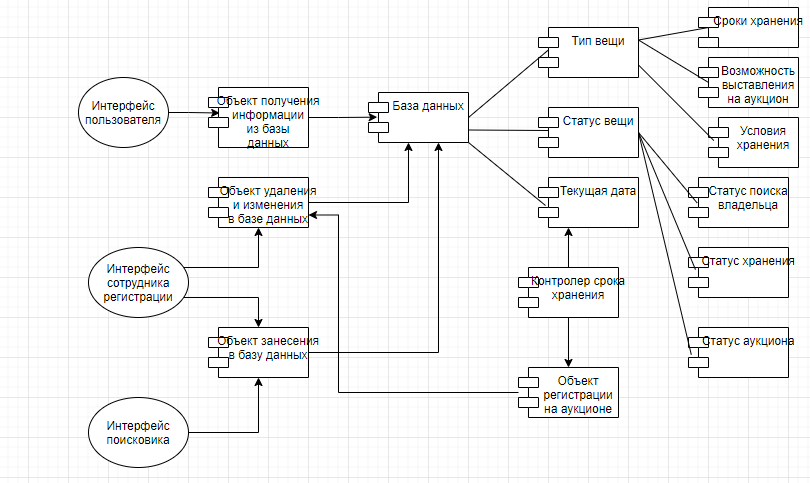 Интерфейс
пользователя
Объект получения
информации
из базы
данных
База данных
Тип вещи
Сроки хранения
Возможность
выставления
на аукцион
Условия
хранения
Статус вещи
Текущая дата
Статус поиска
владельца
Статус хранения
Статус аукциона
Объект удаления
и изменения
в базе данных
Интерфейс
сотрудника
регистрации
Контролер срока
хранения
Объект занесения
в базу данных
Объект
регистрации
на аукционе
Интерфейс
поисковика